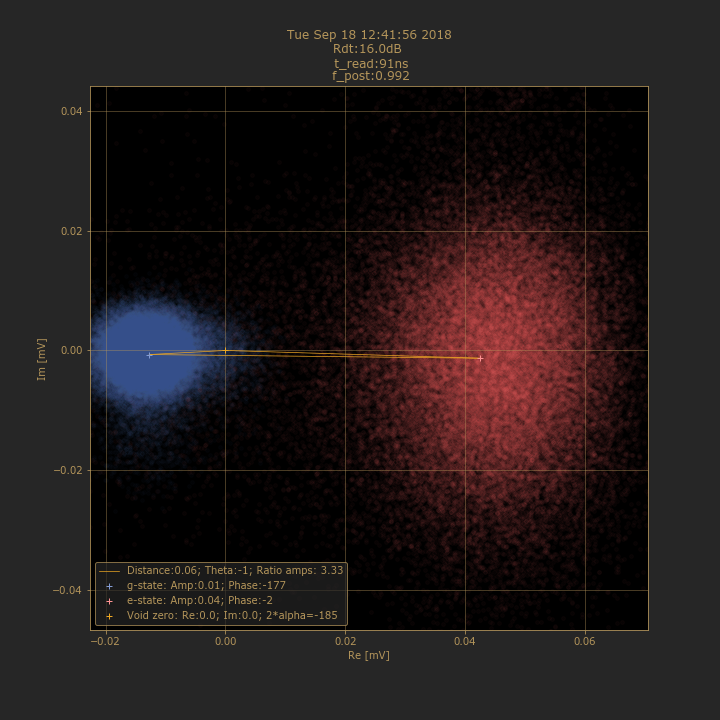 Tue Sep 18 12:41:56 2018
Rdt:16.0dB
t_read:91ns
f_post:0.992
0.04
0.02
0.00
−0.02
−0.04
Im [mV]
Distance:0.06; Theta:-1; Ratio amps: 3.33
g-state: Amp:0.01; Phase:-177
e-state: Amp:0.04; Phase:-2
Void zero: Re:0.0; Im:0.0; 2*alpha=-185
−0.02 0.00 0.02 0.04 0.06
Re [mV]